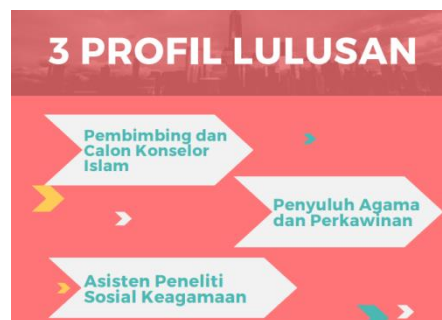 3 PROFIL LULUSAN
Pembimbing dan
Calon Konselor
Islam
Penyuluh Agama
dan Perkawinan
Asisten Peneliti
Sosial Keagamaan